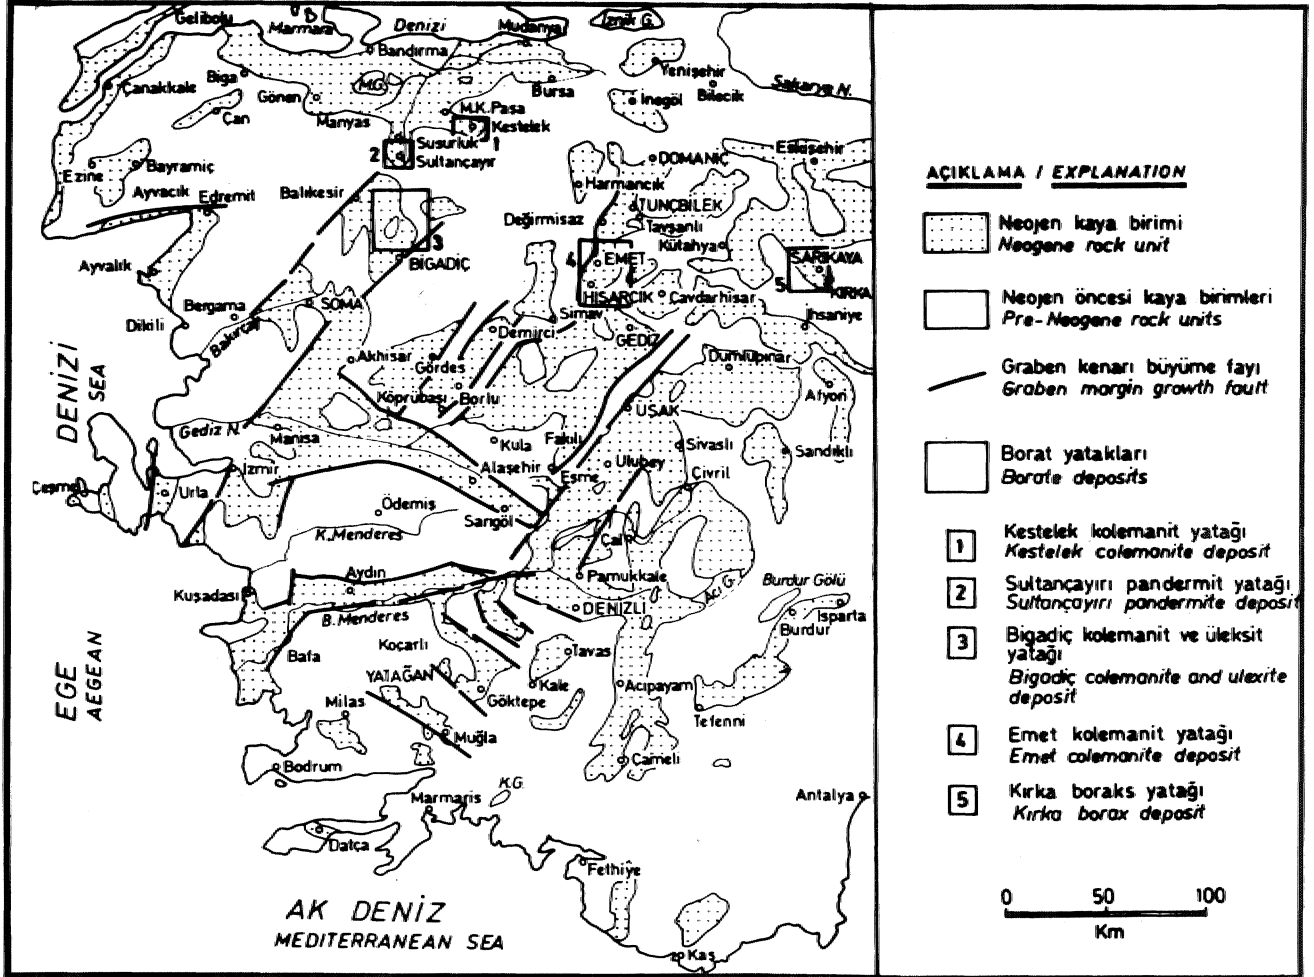 Gelibolu
Marmara
Denizi
Mudanya
İznik G.
Bandırma
Yenişehir
Bilecik
Sakarya N.
Biga
M.G.
Bursa
Çanakkale
Gönen
İnegöl
Çan
Manyas
M.K. Paşa
Kestelek
1
Susurluk
2
Sultançayır
Eskişehir
DOMANİÇ
Bayramiç
Ezine
Ayvacık
Edremit
Balıkesir
Harmancık
TUNÇBİLEK
Değirmisaz
Tavşanlı
Kütahya
3
BİGADİÇ
4
EMET
SARIKAYA
5
KIRKA
Ayvalık
HİSARCIK
Çavdarhisar
Bergama
SOMA
Dikili
Bakırçay
Simav
Demirci
GEDİZ
İhsaniye
Akhisar
Gördes
Dumlupınar
Afyon
Köprübaşı
Borlu
UŞAK
Gediz N.
Manisa
Kula
Fakılı
Sivaslı
Sandıklı
İzmir
Alaşehir
Eşme
Ulubey
Çivril
Çeşme
Urla
Ödemiş
Sarıgöl
K. Menderes
Çal
Aydın
Pamukkale
Acı G.
Burdur Gölü
Kuşadası
DENİZLİ
Isparta
Burdur
B. Menderes
Koçarlı
Bafa
Tavas
YATAĞAN
Kale
Acıpayam
Göktepe
Milas
Tefenni
Muğla
Bodrum
Çameli
K.G.
Marmaris
Antalya
Datça
Fethiye
Kaş
DENİZİ
SEA
EGE
AEGEAN
AK DENİZ
MEDITERRANEAN SEA
AÇIKLAMA / EXPLANATION
Neojen kaya birimi
Neogene rock unit
Neojen öncesi kaya birimleri
Pre-Neogene rock units
Graben kenarı büyüme fayı
Graben margin growth fault
Borat yatakları
Borate deposits
1 Kestelek kolemanit yatağı
Kestelek colemanite deposit
2 Sultançayırı pandermit yatağı
Sultançayırı pandermite deposit
3 Bigadiç kolemanit ve üleksit
yatağı
Bigadiç colemanite and ulexite
deposit
4 Emet kolemanit yatağı
Emet colemanite deposit
5 Kırka boraks yatağı
Kırka borax deposit
0 50 100
Km